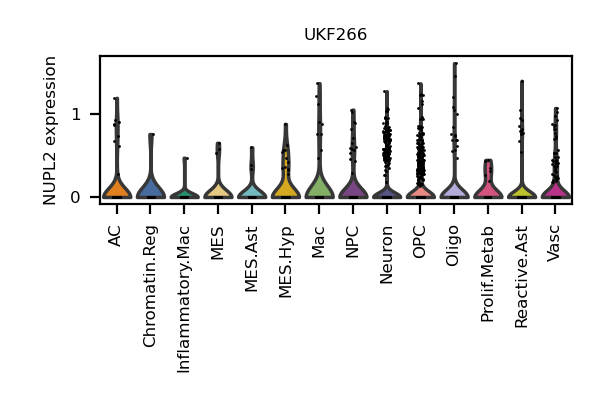 UKF266
NUPL2 expression
1
0
AC
Chromatin.Reg
Inflammatory.Mac
MES
MES.Ast
MES.Hyp
Mac
NPC
Neuron
OPC
Oligo
Prolif.Metab
Reactive.Ast
Vasc